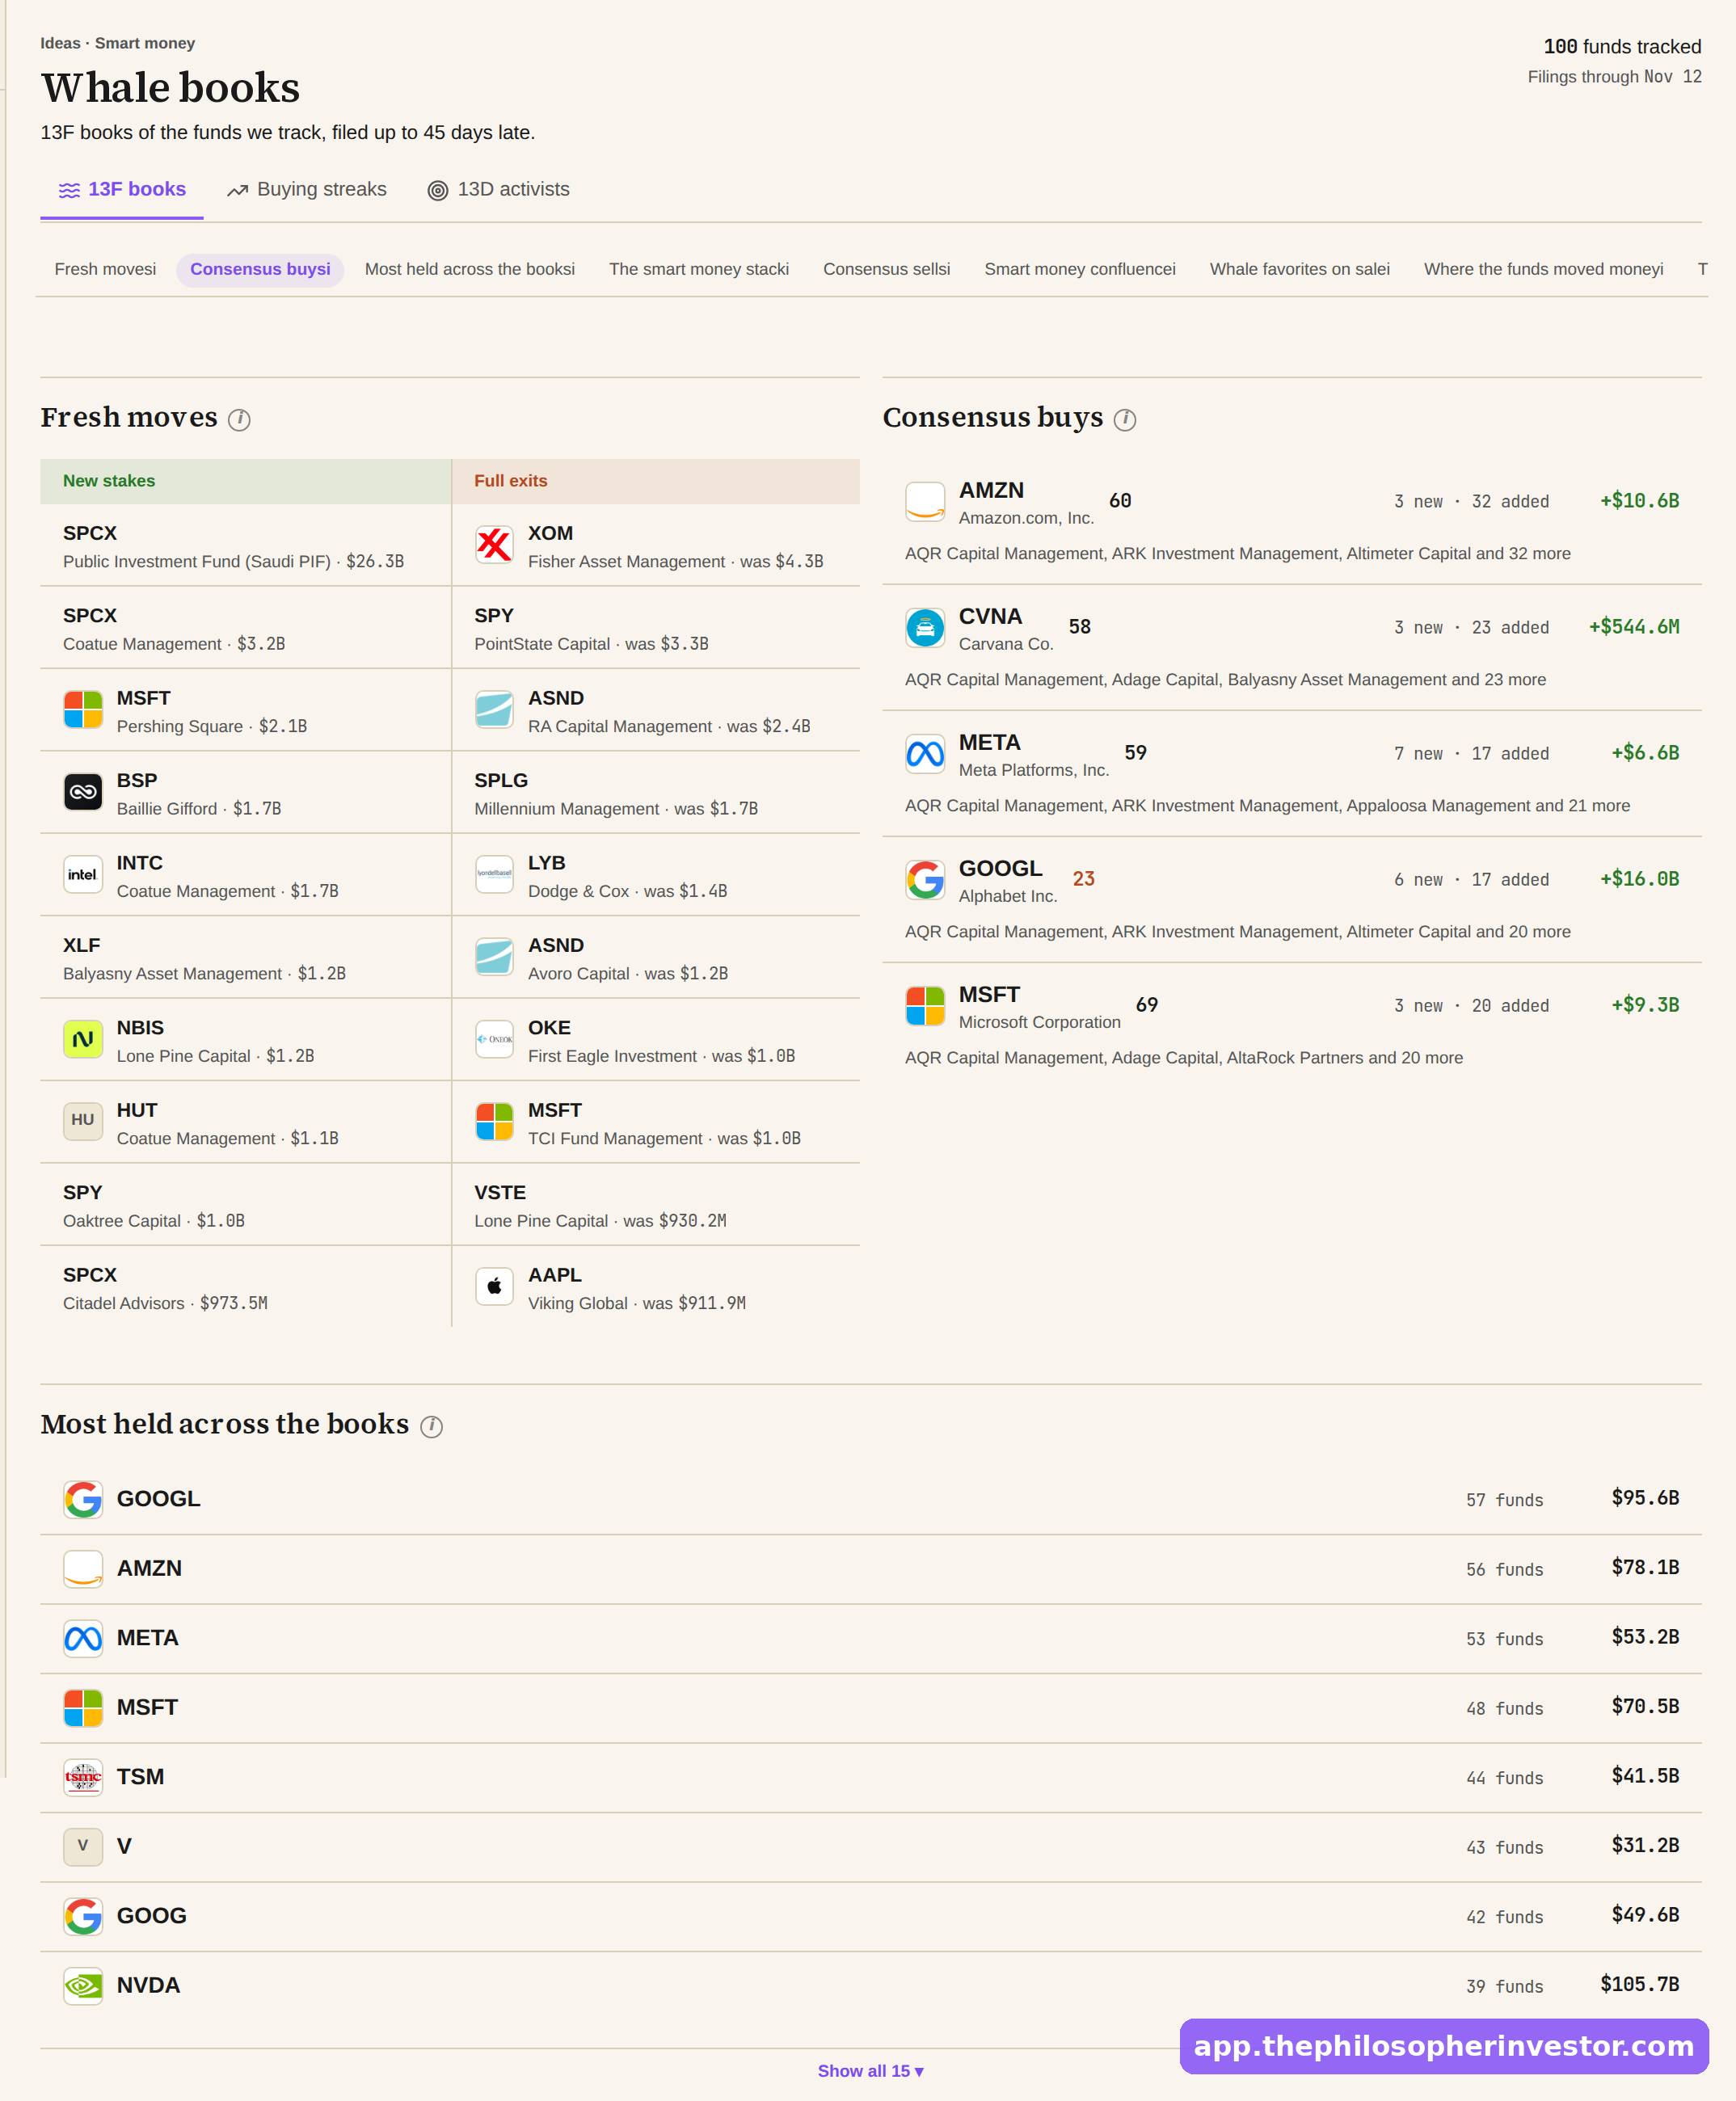 Ideas · Smart money
Whale books
13F books of the funds we track, filed up to 45 days late.
100 funds tracked
Filings through Nov 12
13F books
Buying streaks
13D activists
Fresh movesi
Consensus buysi
Most held across the booksi
The smart money stacki
Consensus sellsi
Smart money confluencei
Whale favorites on salei
Where the funds moved moneyi
T
Fresh moves i
New stakes
Full exits
SPCX
Public Investment Fund (Saudi PIF) · $26.3B
XOM
Fisher Asset Management · was $4.3B
SPCX
Coatue Management · $3.2B
SPY
PointState Capital · was $3.3B
MSFT
Pershing Square · $2.1B
ASND
RA Capital Management · was $2.4B
BSP
Baillie Gifford · $1.7B
SPLG
Millennium Management · was $1.7B
intel
INTC
Coatue Management · $1.7B
lyondellbasell
LYB
Dodge & Cox · was $1.4B
XLF
Balyasny Asset Management · $1.2B
ASND
Avoro Capital · was $1.2B
NBIS
Lone Pine Capital · $1.2B
ONEOK
OKE
First Eagle Investment · was $1.0B
HU
HUT
Coatue Management · $1.1B
MSFT
TCI Fund Management · was $1.0B
SPY
Oaktree Capital · $1.0B
VSTE
Lone Pine Capital · was $930.2M
SPCX
Citadel Advisors · $973.5M
AAPL
Viking Global · was $911.9M
Consensus buys i
AMZN
Amazon.com, Inc.
60
3 new · 32 added
+$10.6B
AQR Capital Management, ARK Investment Management, Altimeter Capital and 32 more
CVNA
Carvana Co.
58
3 new · 23 added
+$544.6M
AQR Capital Management, Adage Capital, Balyasny Asset Management and 23 more
META
Meta Platforms, Inc.
59
7 new · 17 added
+$6.6B
AQR Capital Management, ARK Investment Management, Appaloosa Management and 21 more
GOOGL
Alphabet Inc.
23
6 new · 17 added
+$16.0B
AQR Capital Management, ARK Investment Management, Altimeter Capital and 20 more
MSFT
Microsoft Corporation
69
3 new · 20 added
+$9.3B
AQR Capital Management, Adage Capital, AltaRock Partners and 20 more
Most held across the books i
GOOGL 57 funds $95.6B
AMZN 56 funds $78.1B
META 53 funds $53.2B
MSFT 48 funds $70.5B
tsmc TSM 44 funds $41.5B
V V 43 funds $31.2B
GOOG 42 funds $49.6B
NVDA 39 funds $105.7B
Show all 15 ▾
app.thephilosopherinvestor.com